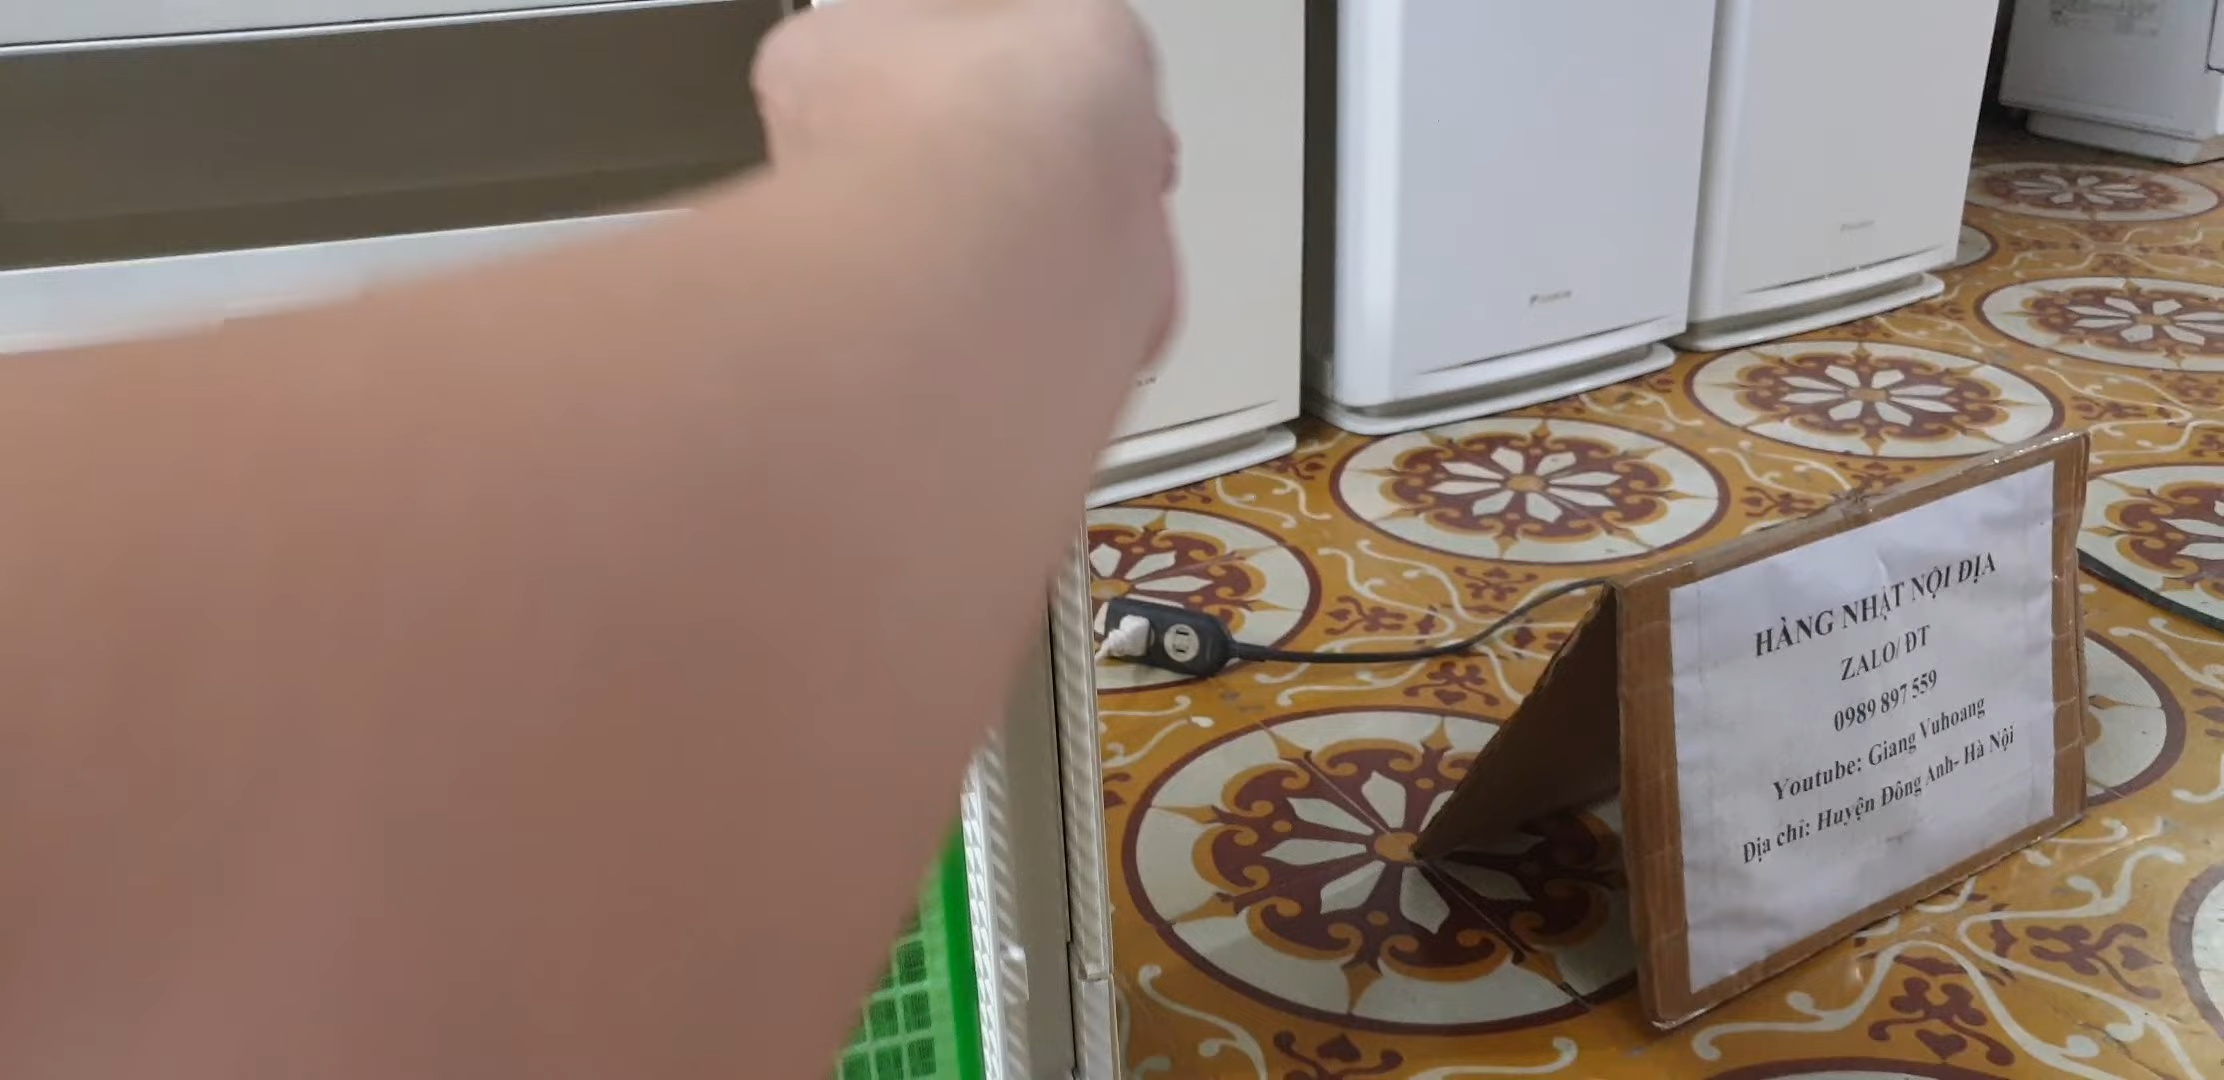 HÀNG NHẬT NỘI ĐỊA
ZALO/ ĐT
0989 897 559
Youtube: Giang Vuhoang
Địa chỉ: Huyện Đông Anh- Hà Nội